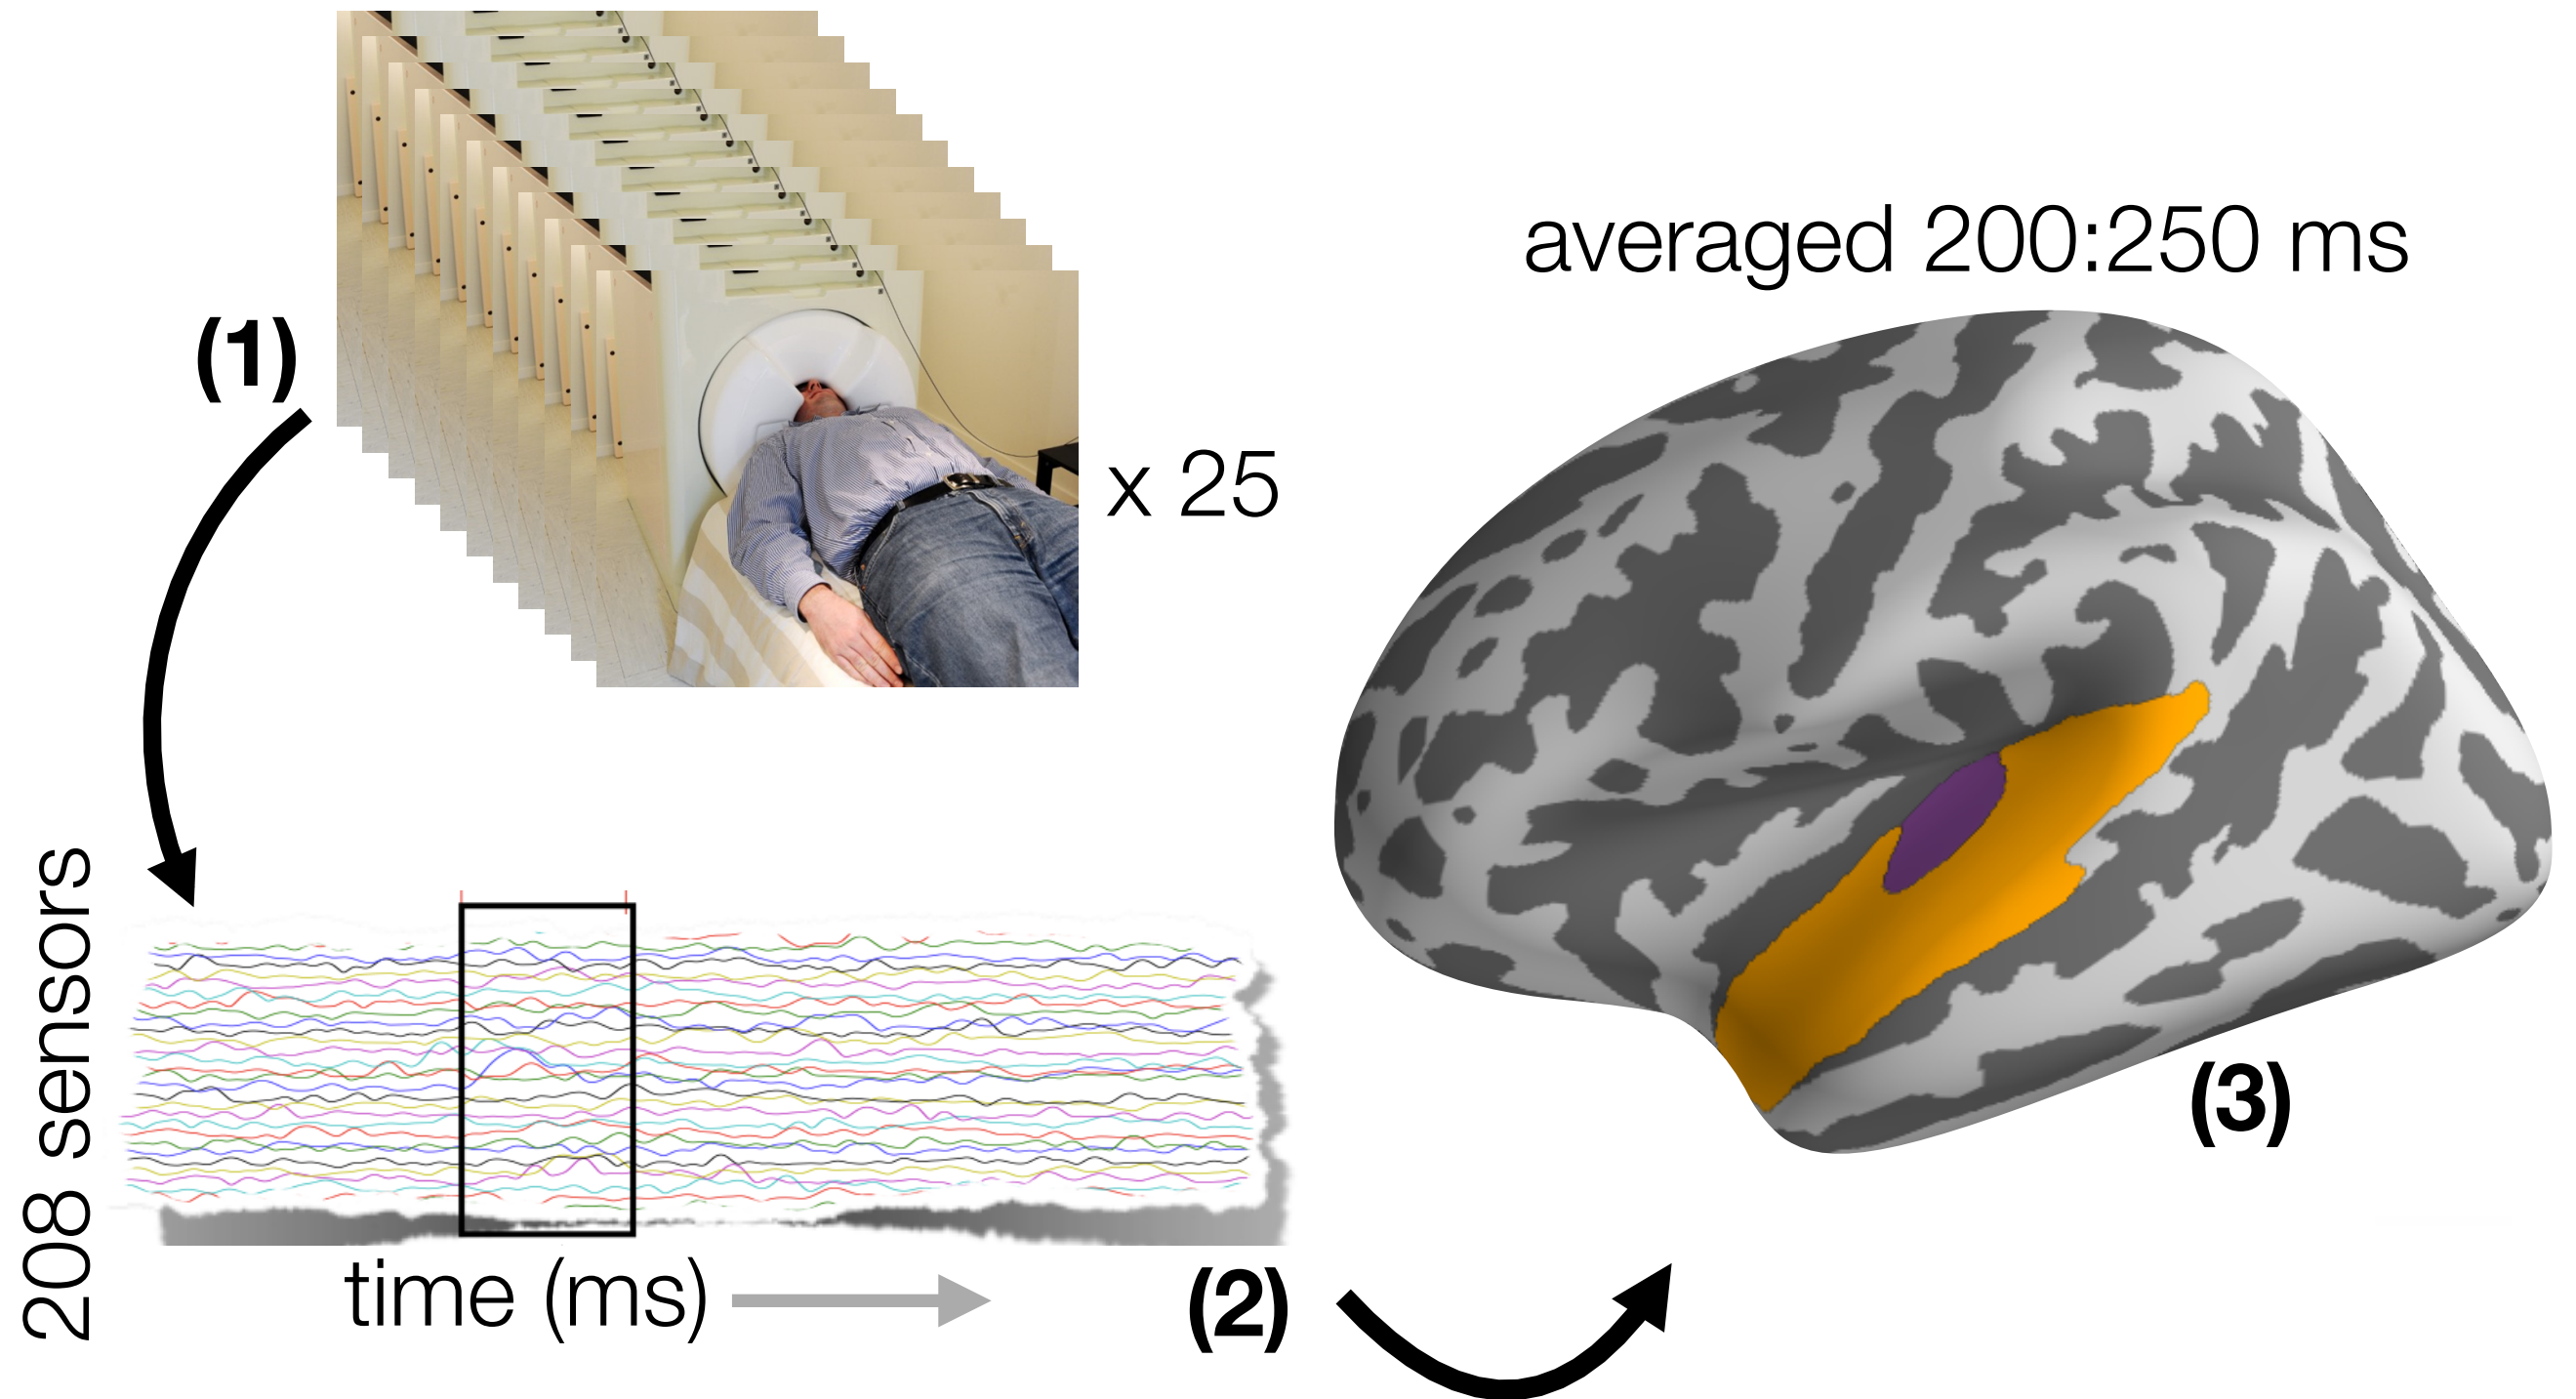 (1)
x 25
averaged 200:250 ms
208 sensors
time (ms)
(2)
(3)